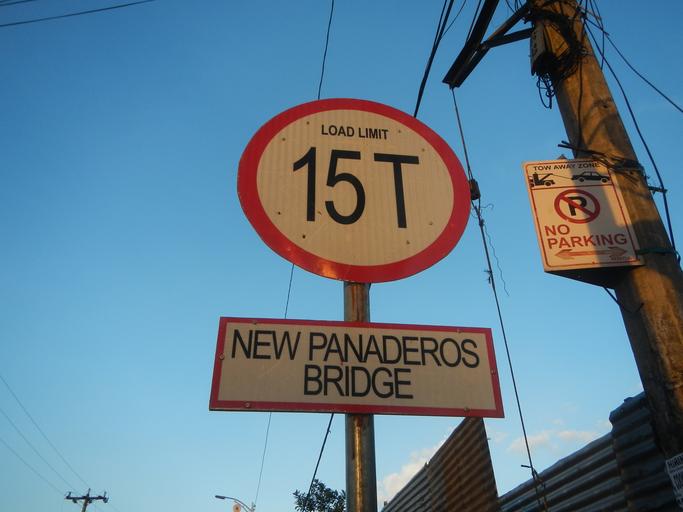 LOAD LIMIT
15T
NEW PANADEROS
BRIDGE
TOW AWAY ZONE
P
NO
PARKING